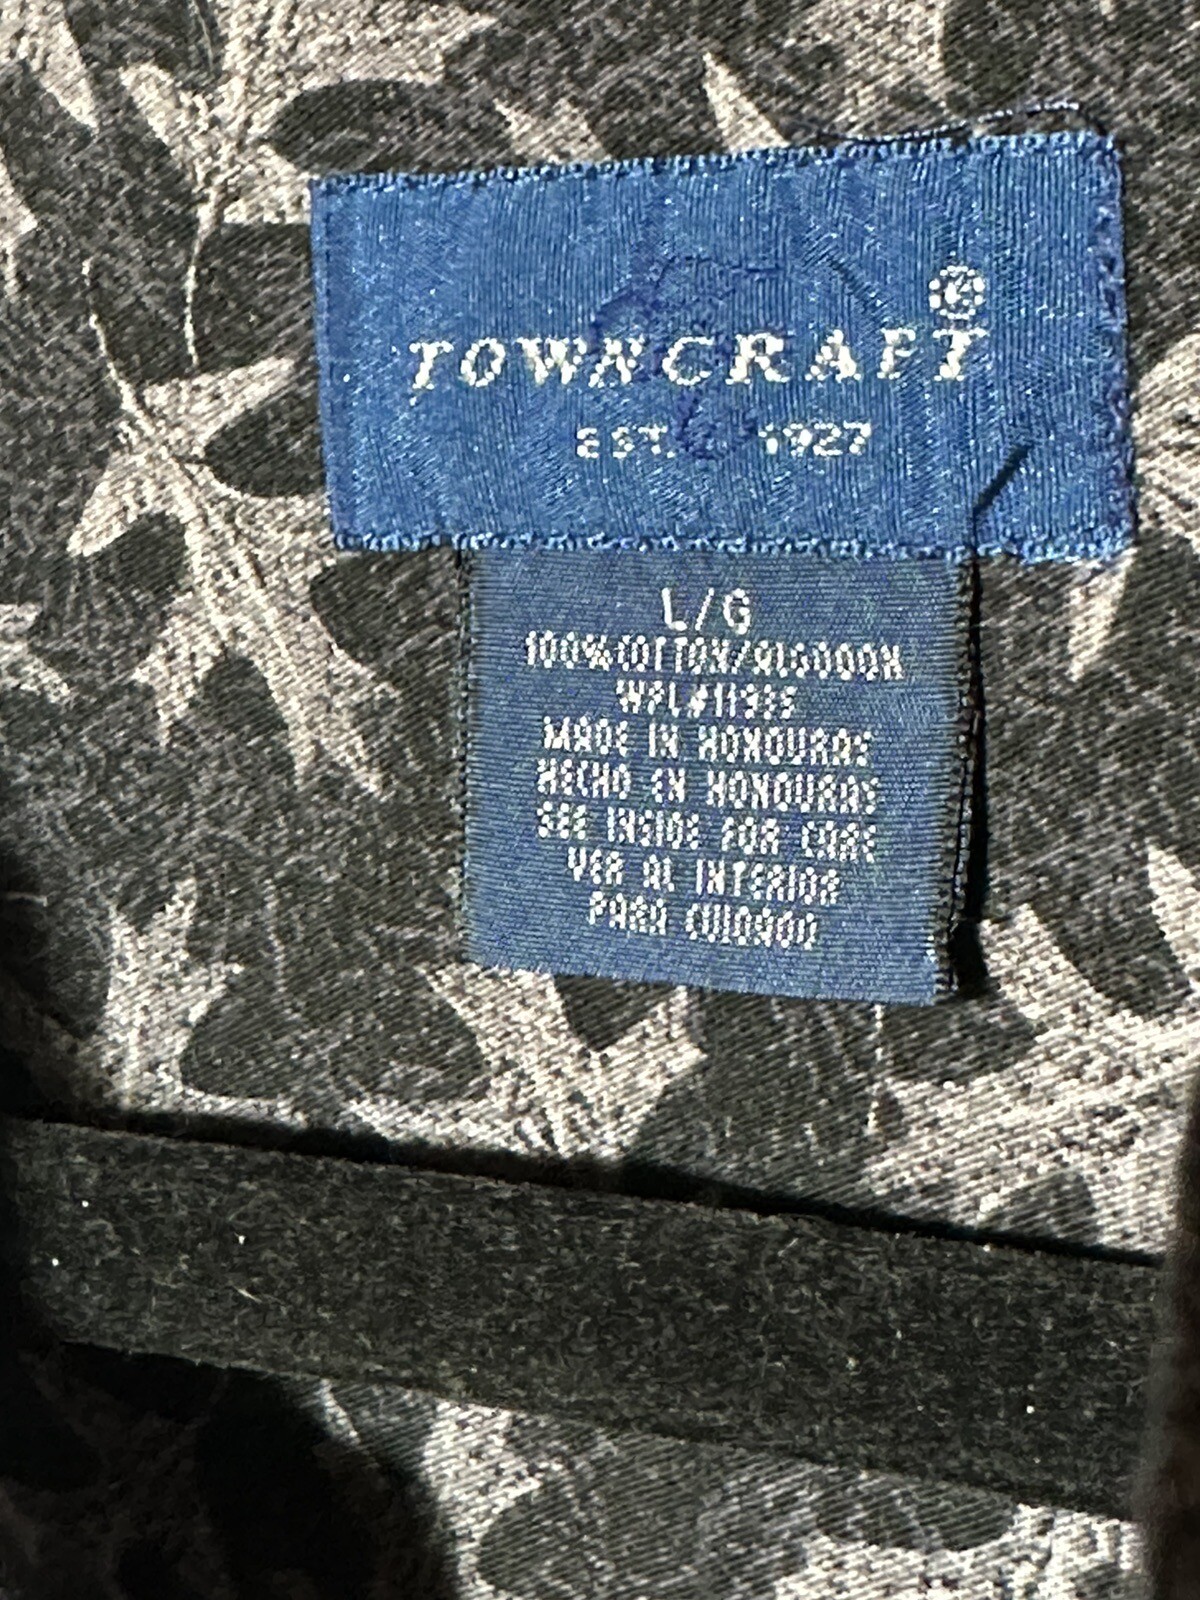 TOWNCRAFT®
EST. 1927
L/G
100% COTTON/ALGODON
WPL#11935
MADE IN HONDURAS
HECHO EN HONDURAS
SEE INSIDE FOR CARE
VER AL INTERIOR
PARA CUIDADO